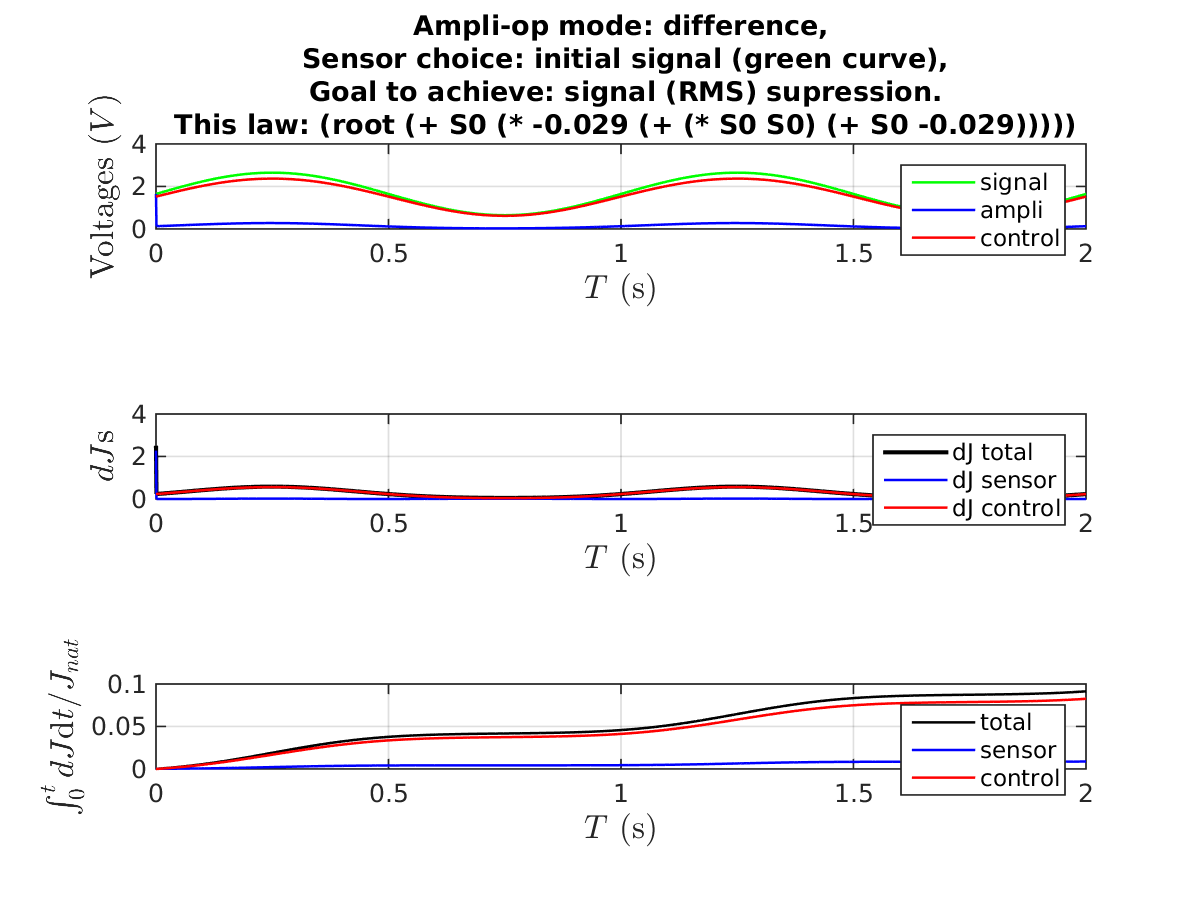 Ampli-op mode: difference,
Sensor choice: initial signal (green curve),
Goal to achieve: signal (RMS) supression.
This law: (root (+ S0 (* -0.029 (+ (* S0 S0) (+ S0 -0.029)))))
Voltages (V)
4
2
0
signal
ampli
control
0 0.5 1 1.5 2
T (s)
dJs
4
2
0
dJ total
dJ sensor
dJ control
0 0.5 1 1.5 2
T (s)
∫₀ᵗ dJdt/Jₙₐₜ
0.1
0.05
0
total
sensor
control
0 0.5 1 1.5 2
T (s)